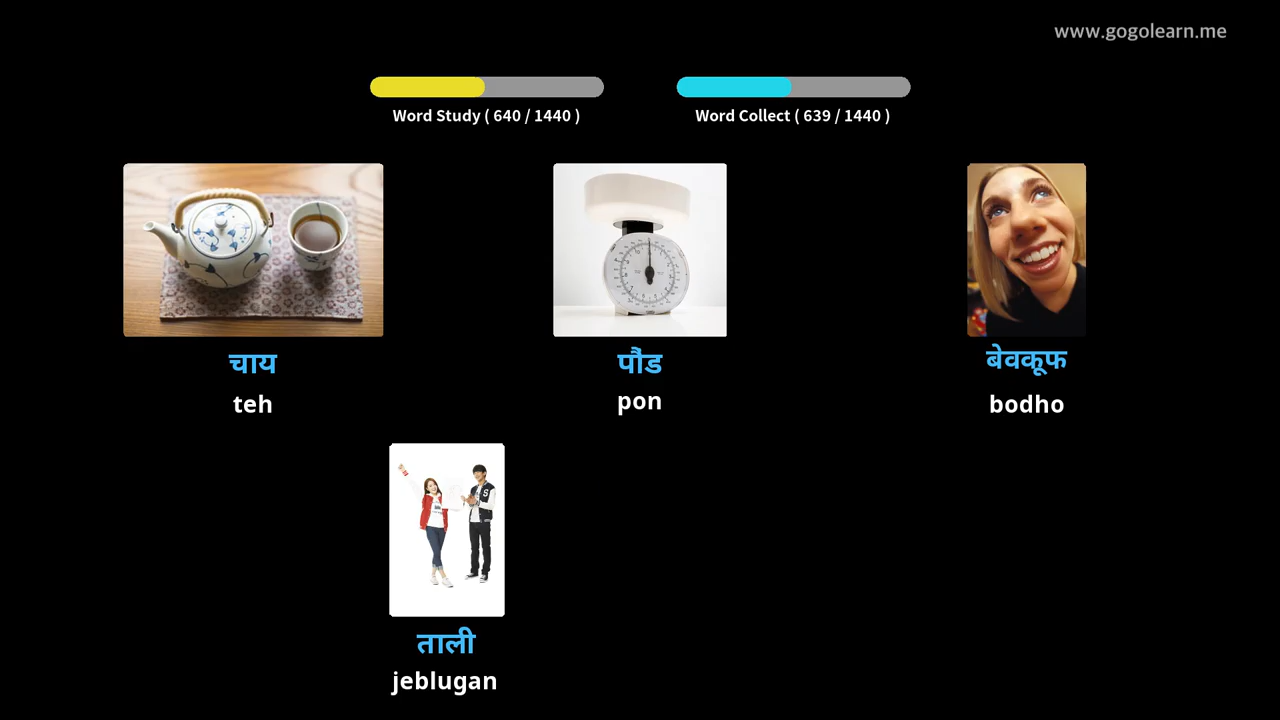 www.gogolearn.me
Word Study ( 640 / 1440 )
Word Collect ( 639 / 1440 )
चाय
teh
पौंड
pon
बेवकूफ
bodho
ताली
jeblugan